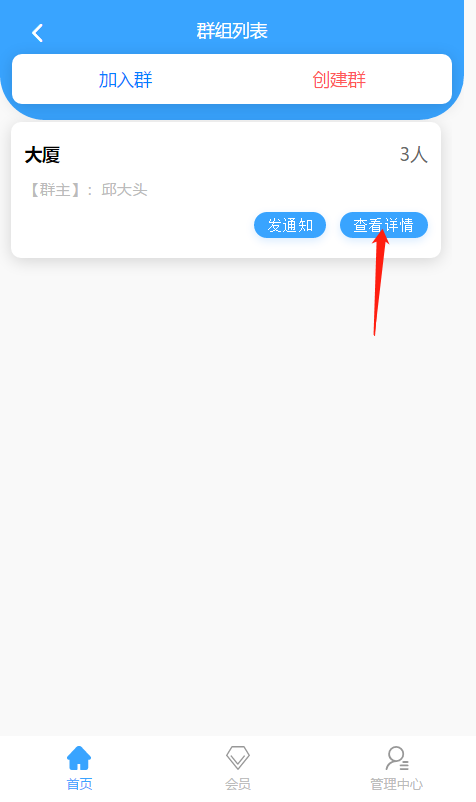 群组列表
加入群 创建群
大厦 3人
【群主】：邱大头
发通知 查看详情
首页 会员 管理中心